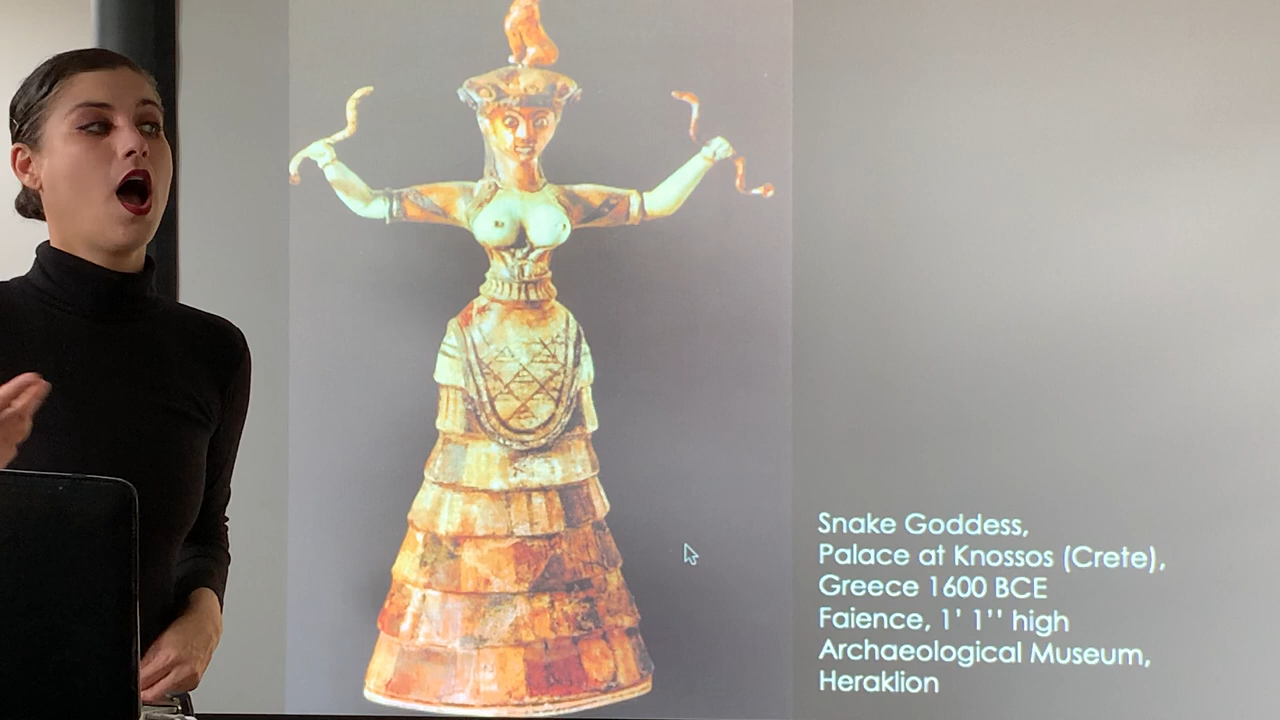 Snake Goddess,
Palace at Knossos (Crete),
Greece 1600 BCE
Faience, 1' 1'' high
Archaeological Museum,
Heraklion